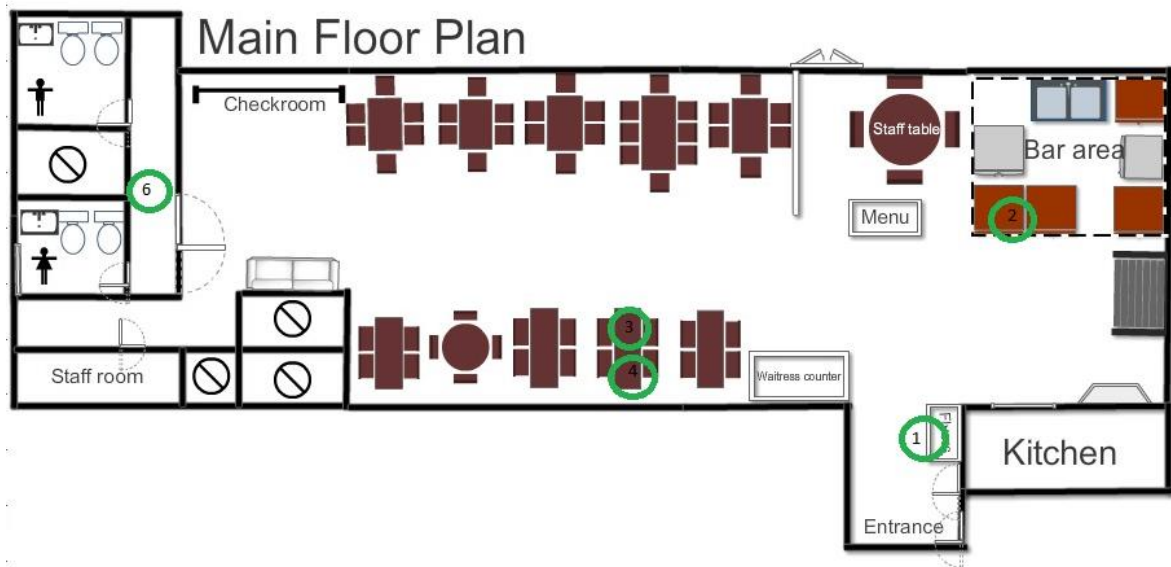 Main Floor Plan
Checkroom
Staff table
Bar area
6
2
Menu
3
4
Staff room
Waitress counter
1
Kitchen
Entrance